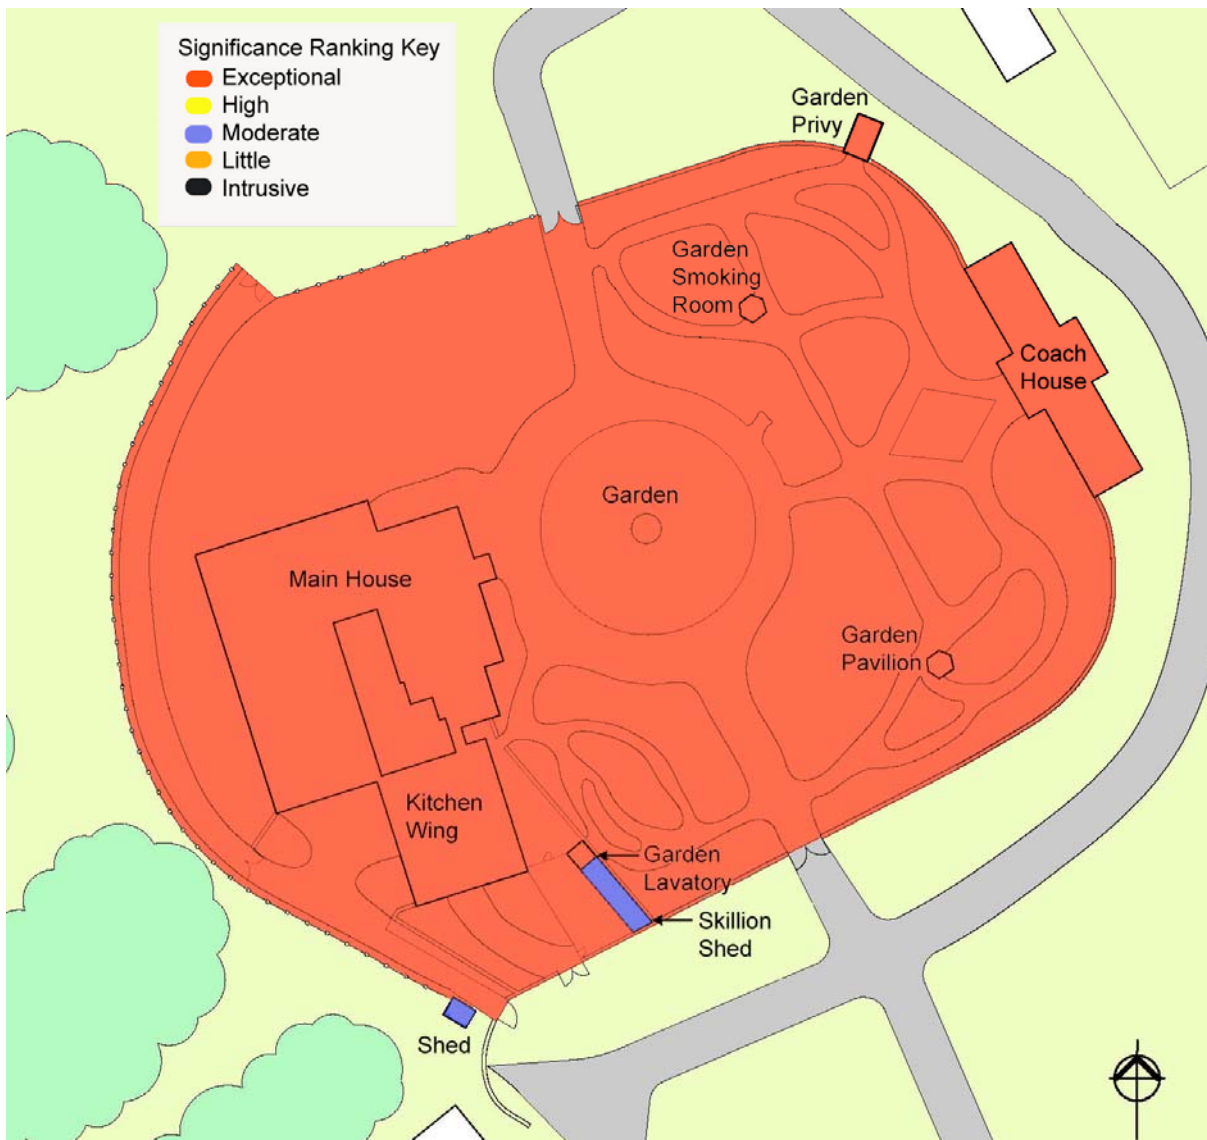 Significance Ranking Key
Exceptional
High
Moderate
Little
Intrusive
Garden
Privy
Garden
Smoking
Room
Coach
House
Garden
Main House
Garden
Pavilion
Kitchen
Wing
Garden
Lavatory
Skillion
Shed
Shed